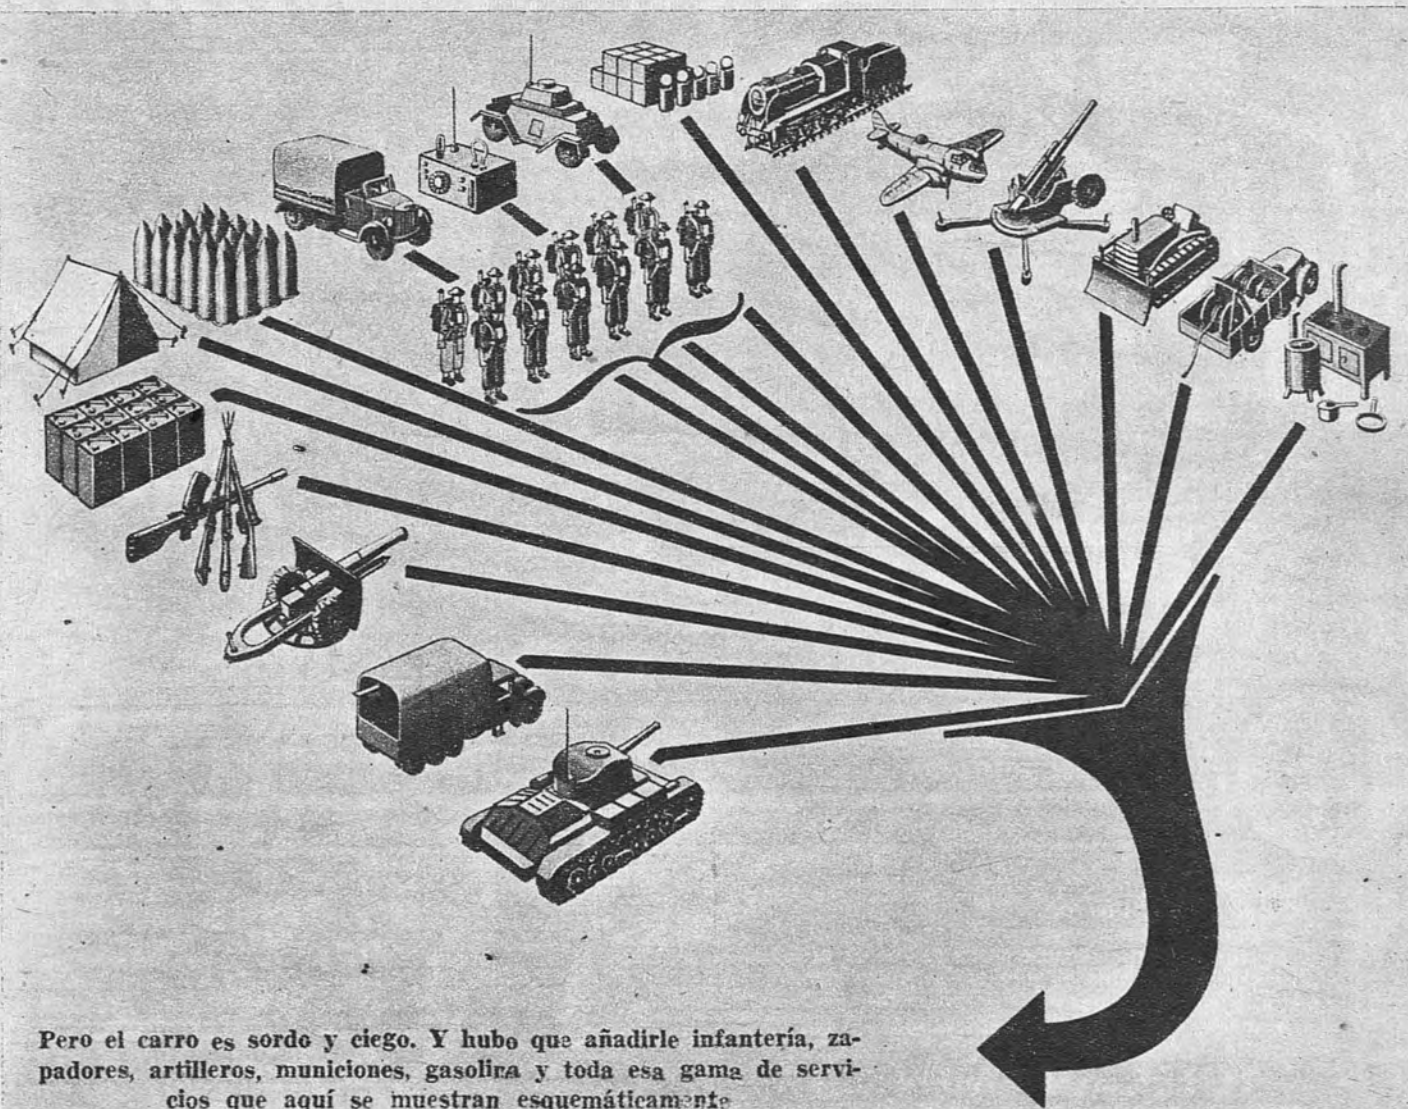 Pero el carro es sordo y ciego. Y hubo que añadirle infantería, za-
padores, artilleros, municiones, gasolina y toda esa gama de servi-
cios que aquí se muestran esquemáticamente